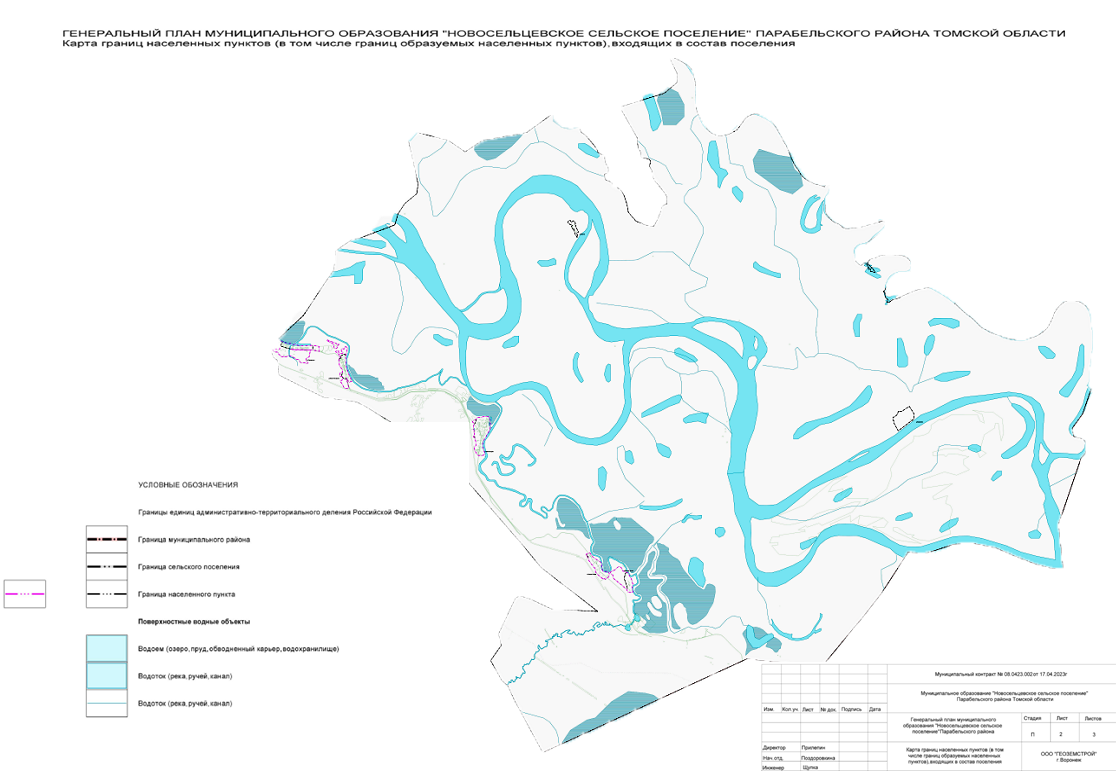 ГЕНЕРАЛЬНЫЙ ПЛАН МУНИЦИПАЛЬНОГО ОБРАЗОВАНИЯ "НОВОСЕЛЬЦЕВСКОЕ СЕЛЬСКОЕ ПОСЕЛЕНИЕ" ПАРАБЕЛЬСКОГО РАЙОНА ТОМСКОЙ ОБЛАСТИ
Карта границ населенных пунктов (в том числе границ образуемых населенных пунктов),входящих в состав поселения
УСЛОВНЫЕ ОБОЗНАЧЕНИЯ
Границы единиц административно-территориального деления Российской Федерации
Граница муниципального района
Граница сельского поселения
Граница населенного пункта
Поверхностные водные объекты
Водоем (озеро,пруд,обводненный карьер,водохранилище)
Водоток (река,ручей,канал)
Водоток (река,ручей,канал)
Муниципальный контракт № 08.0423.002от 17.04.2023г
Муниципальное образование "Новосельцевское сельское поселение"
Парабельского района Томской области
Изм. Кол.уч Лист № док. Подпись Дата
Генеральный план муниципального
образования "Новосельцевское сельское
поселение"Парабельского района
Стадия Лист Листов
П 2 3
Директор Прилепин
Нач. отд. Поздоровкина
Инженер Щупка
Карта границ населенных пунктов (в том
числе границ образуемых населенных
пунктов),входящих в состав поселения
ООО "ГЕОЗЕМСТРОЙ"
г Воронеж